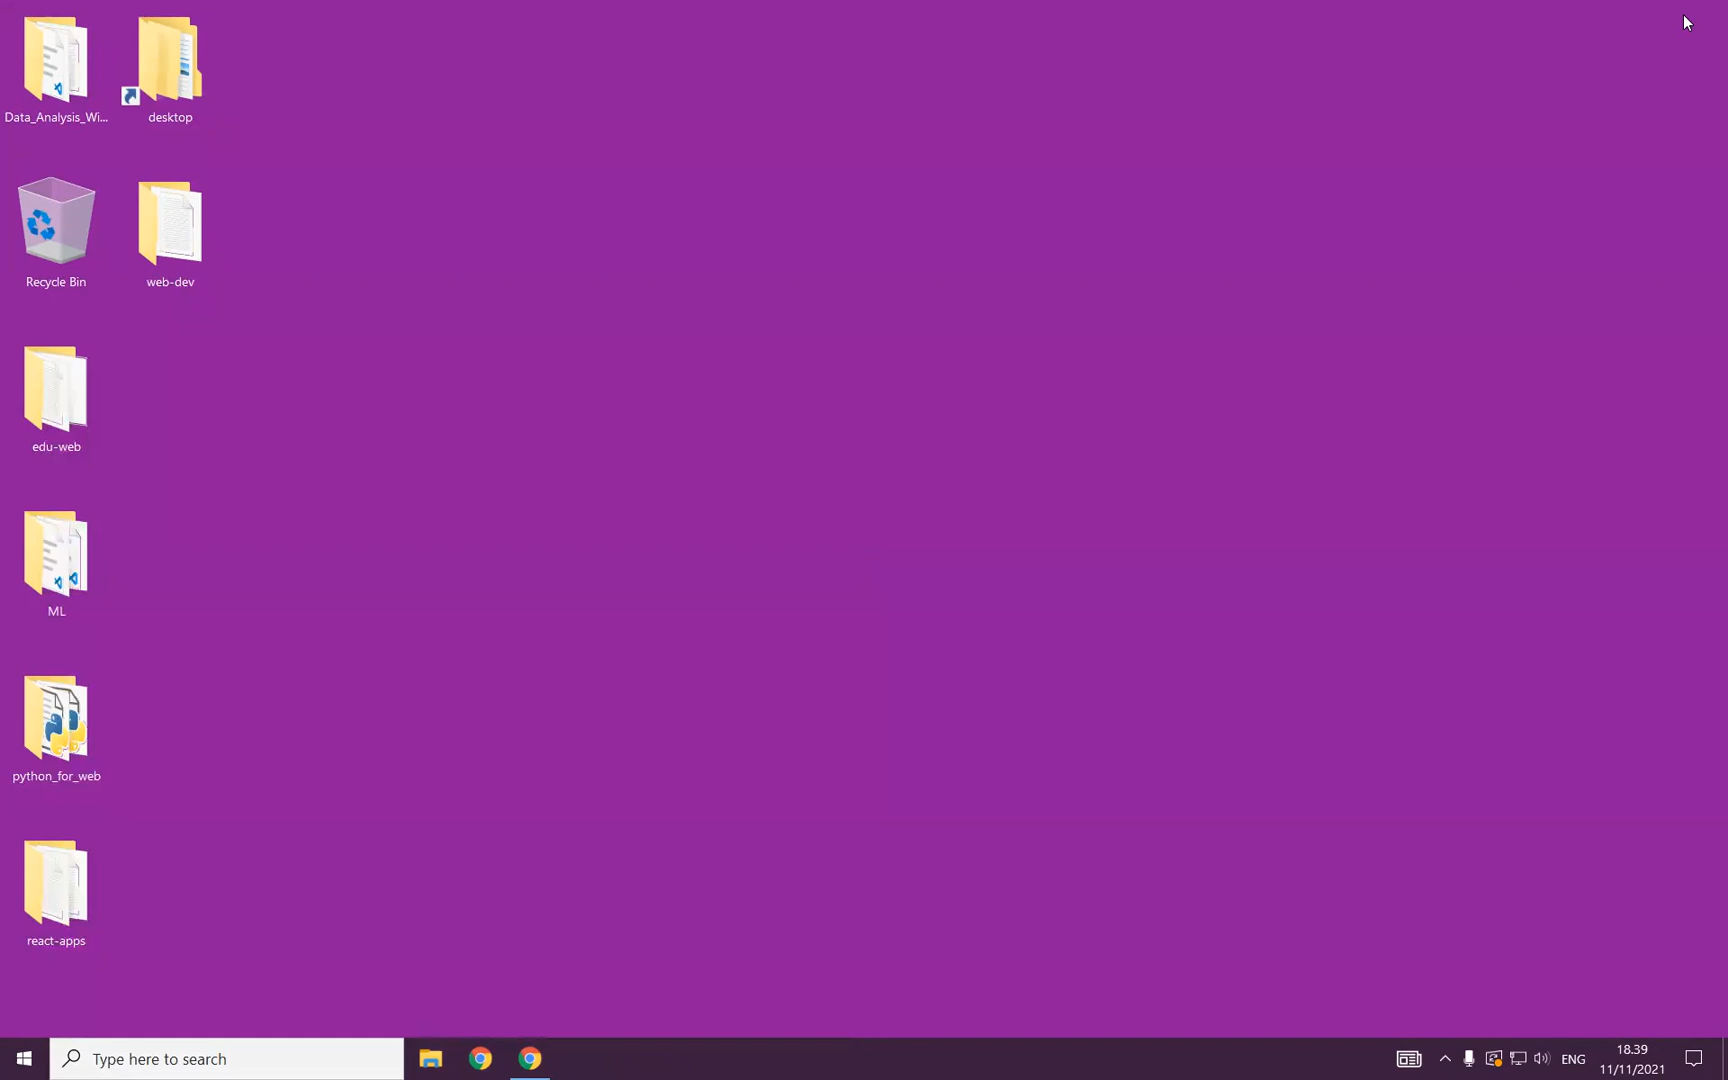 Data_Analysis_Wi...
desktop
Recycle Bin
web-dev
edu-web
ML
python_for_web
react-apps
Type here to search
ENG
18.39
11/11/2021